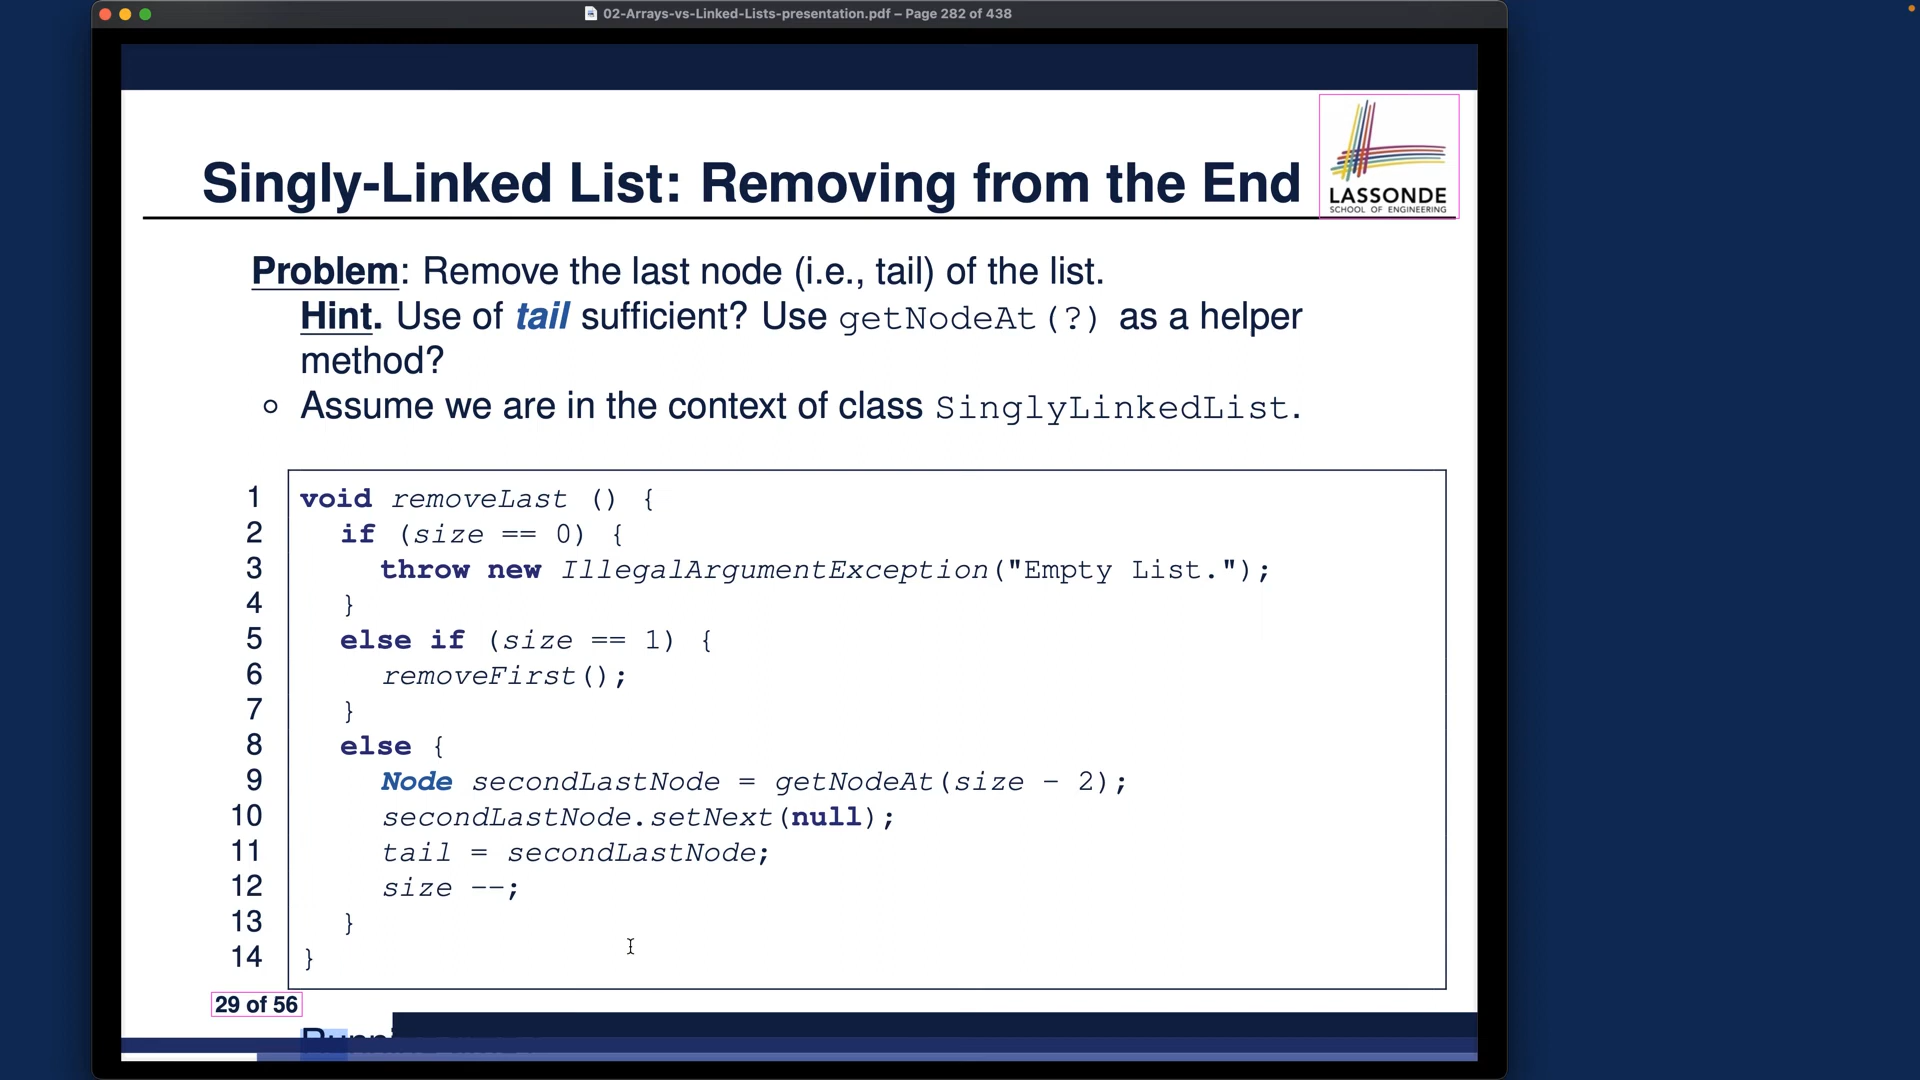 02-Arrays-vs-Linked-Lists-presentation.pdf – Page 282 of 438
LASSONDE
SCHOOL OF ENGINEERING
Singly-Linked List: Removing from the End
Problem: Remove the last node (i.e., tail) of the list.
Hint. Use of tail sufficient? Use getNodeAt(?) as a helper
method?
Assume we are in the context of class SinglyLinkedList.
1 void removeLast () {
2 if (size == 0) {
3 throw new IllegalArgumentException("Empty List.");
4 }
5 else if (size == 1) {
6 removeFirst();
7 }
8 else {
9 Node secondLastNode = getNodeAt(size - 2);
10 secondLastNode.setNext(null);
11 tail = secondLastNode;
12 size --;
13 }
14 }
29 of 56